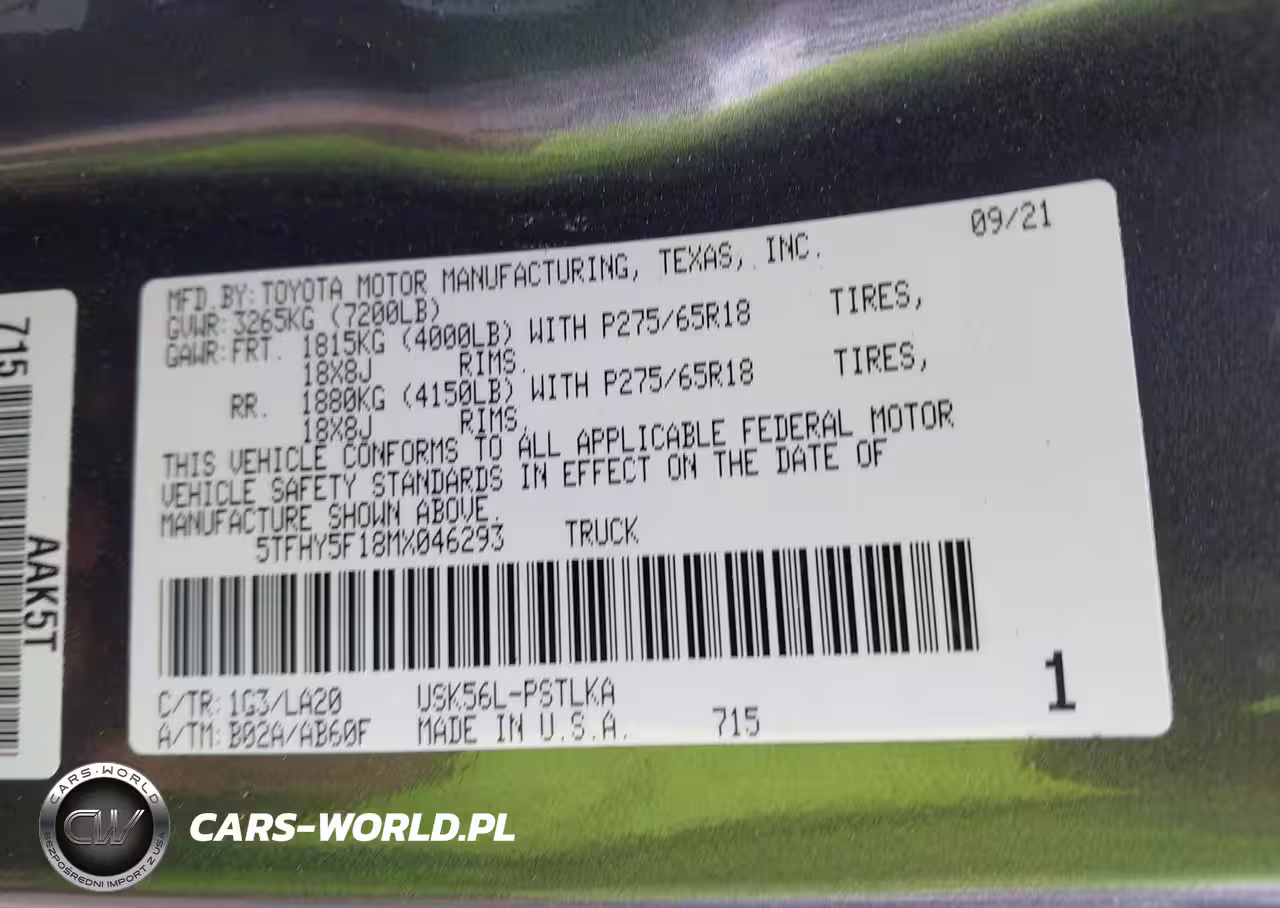 09/21
MFD.BY:TOYOTA MOTOR MANUFACTURING, TEXAS, INC.
GVWR:3265KG (7200LB)
GAWR:FRT. 1815KG (4000LB) WITH P275/65R18 TIRES,
18X8J RIMS.
RR. 1880KG (4150LB) WITH P275/65R18 TIRES,
18X8J RIMS.
THIS VEHICLE CONFORMS TO ALL APPLICABLE FEDERAL MOTOR
VEHICLE SAFETY STANDARDS IN EFFECT ON THE DATE OF
MANUFACTURE SHOWN ABOVE.
5TFHY5F18MX046293 TRUCK
C/TR: 1G3/LA20 USK56L-PSTLKA
A/TM: B02A/AB60F MADE IN U.S.A. 715
1
715
AAK5T
CARS-WORLD
CW
BEZPOŚREDNI IMPORT Z USA
CARS-WORLD.PL